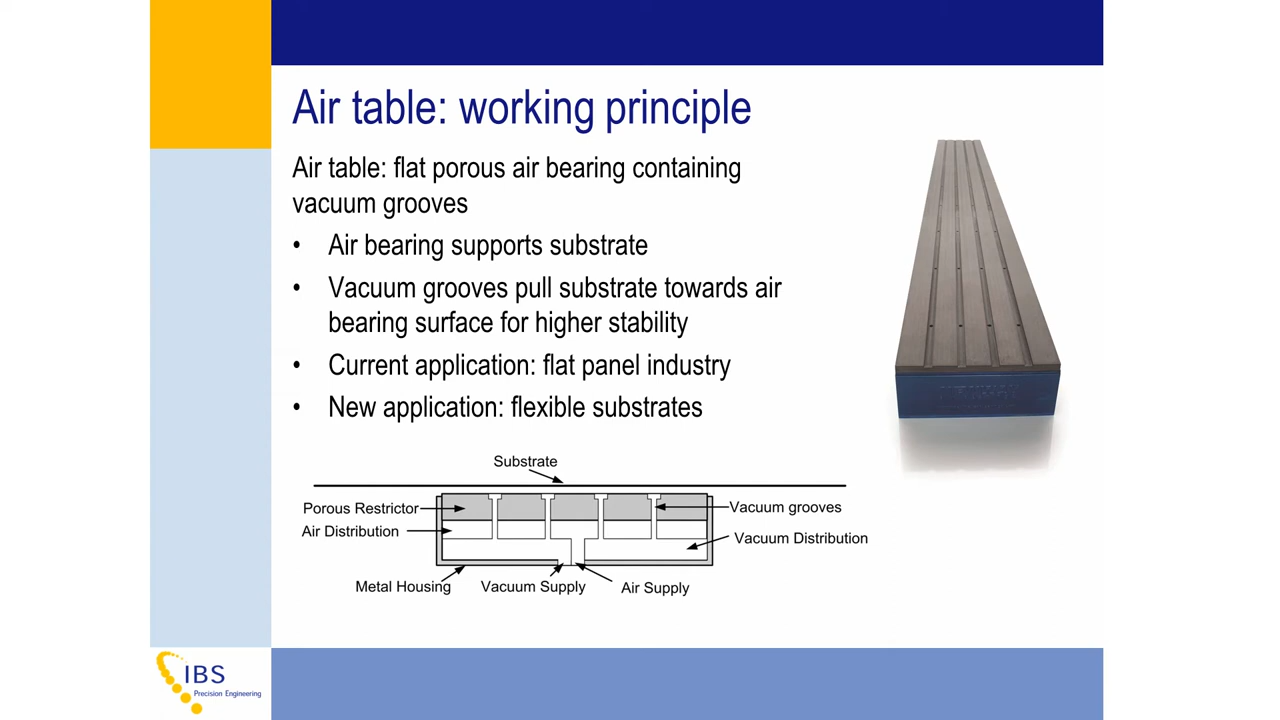 Air table: working principle
Air table: flat porous air bearing containing
vacuum grooves
• Air bearing supports substrate
• Vacuum grooves pull substrate towards air
bearing surface for higher stability
• Current application: flat panel industry
• New application: flexible substrates
Substrate
Porous Restrictor
Vacuum grooves
Air Distribution
Vacuum Distribution
Metal Housing
Vacuum Supply
Air Supply
IBS
Precision Engineering